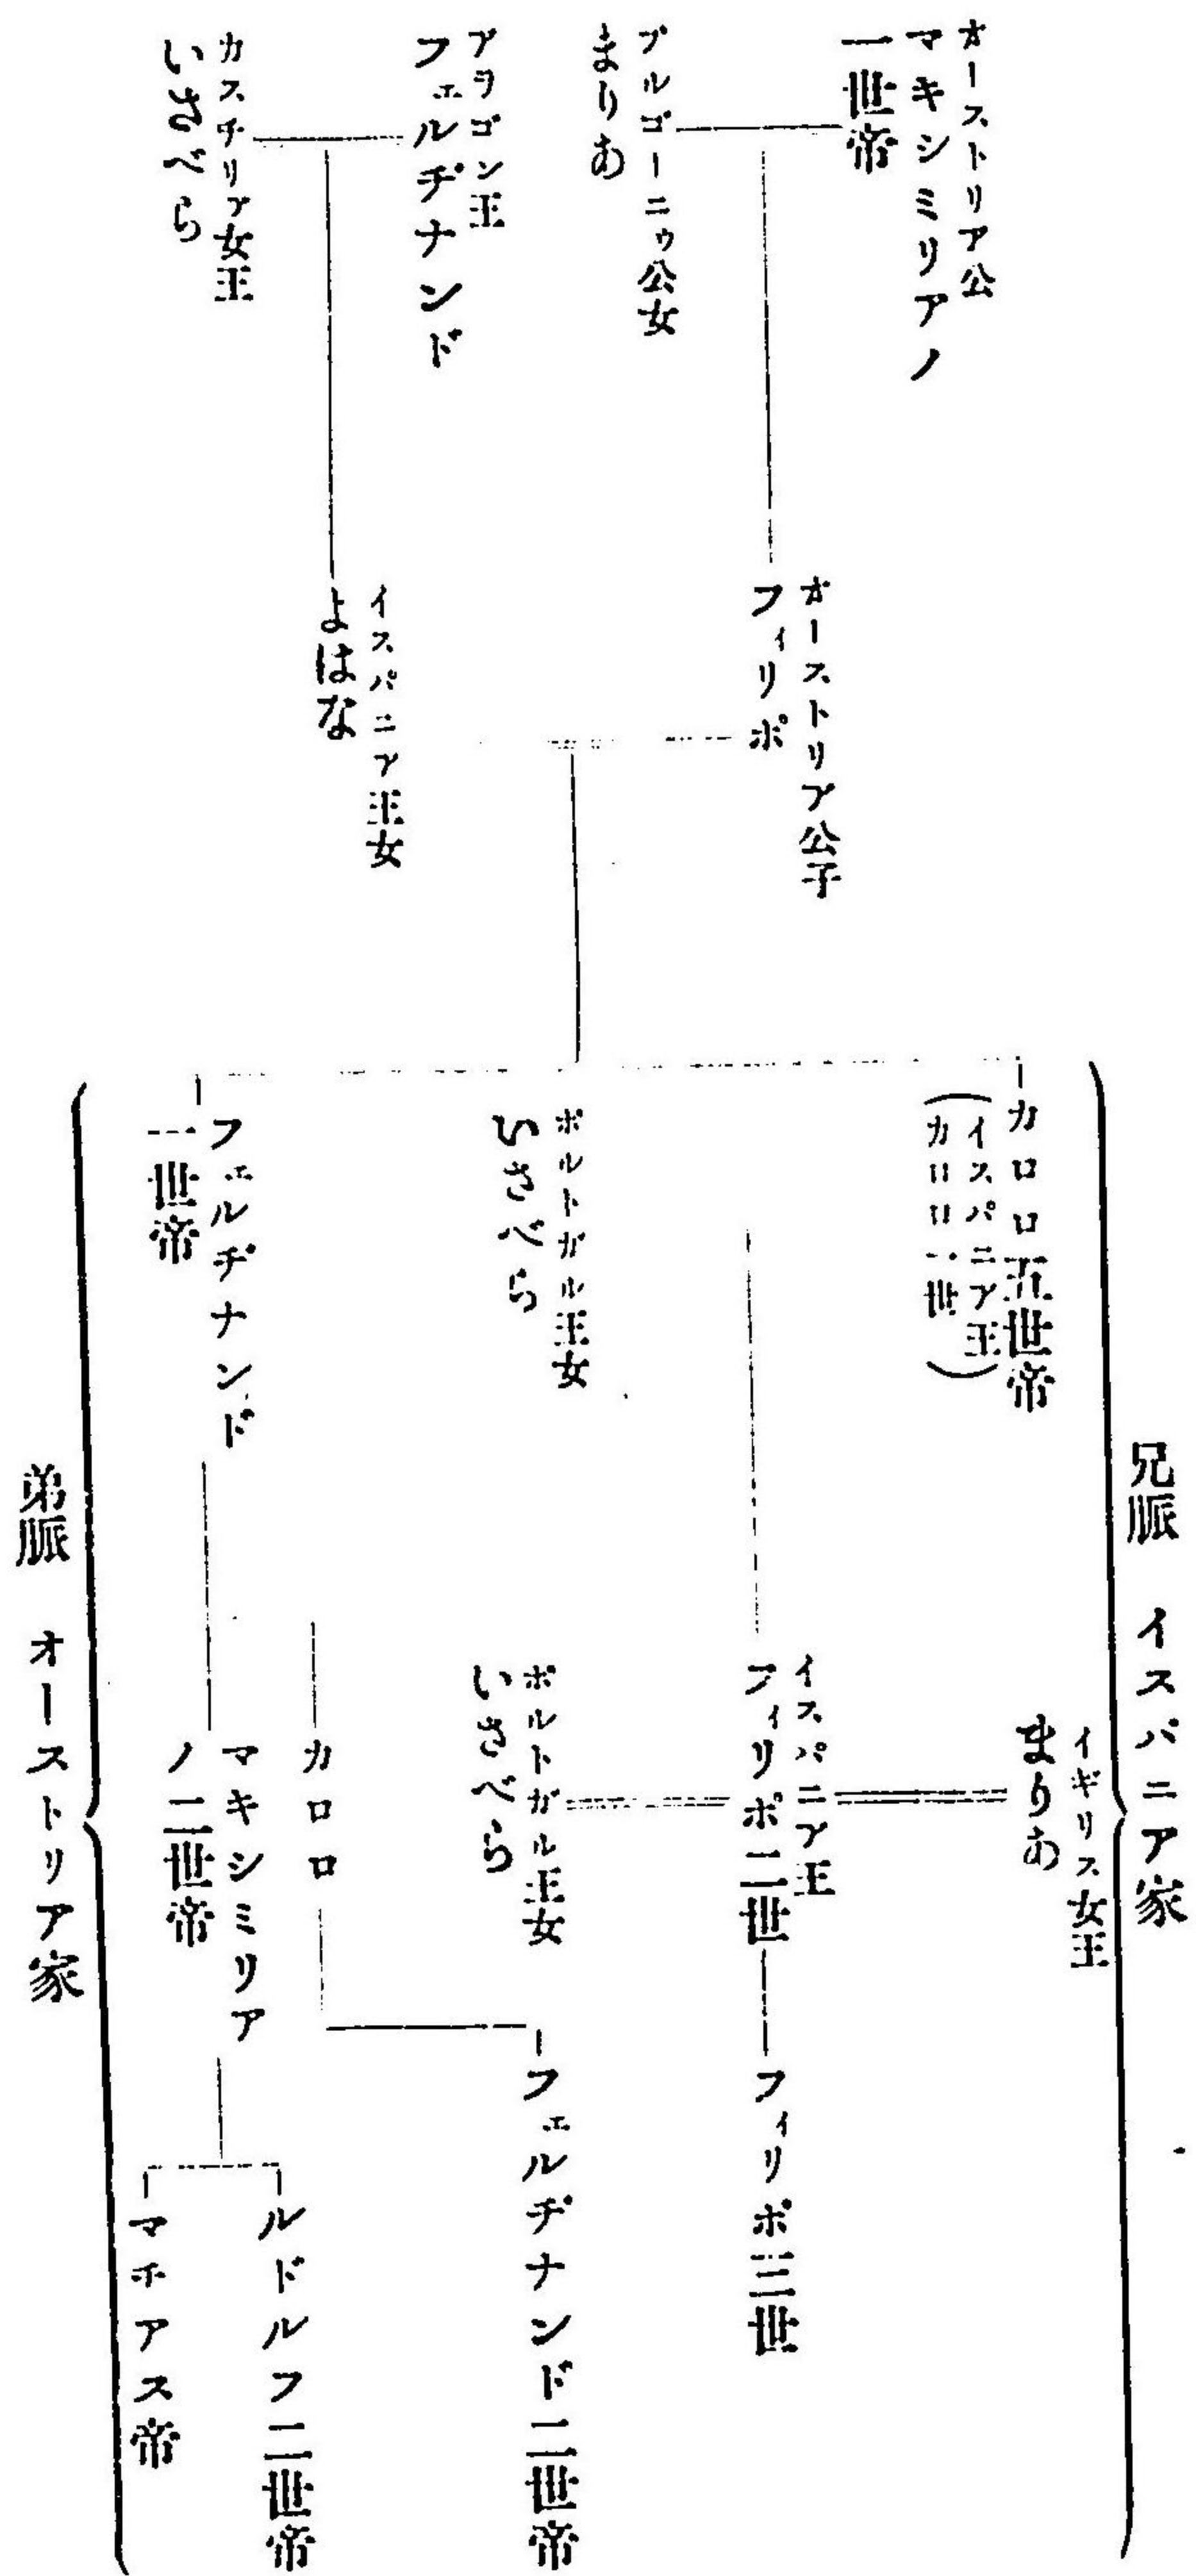 オーストリア公
マキシミリアノ
一世帝
ブルゴーニゥ公女
まりあ
アラゴン王
フェルヂナンド
カスチリア女王
いさべら
オーストリア公子
フィリポ
イスパニア王女
よはな
兄脈 イスパニア家
カロロ五世帝
(イスパニア王
カロロ一世)
ポルトガル王女
いさべら
フェルヂナンド
一世帝
イギリス女王
まりあ
イスパニア王
フィリポ二世
ポルトガル王女
いさべら
カロロ
マキシミリア
ノ二世帝
フィリポ三世
フェルヂナンド二世帝
ルドルフ二世帝
マチアス帝
弟脈 オーストリア家